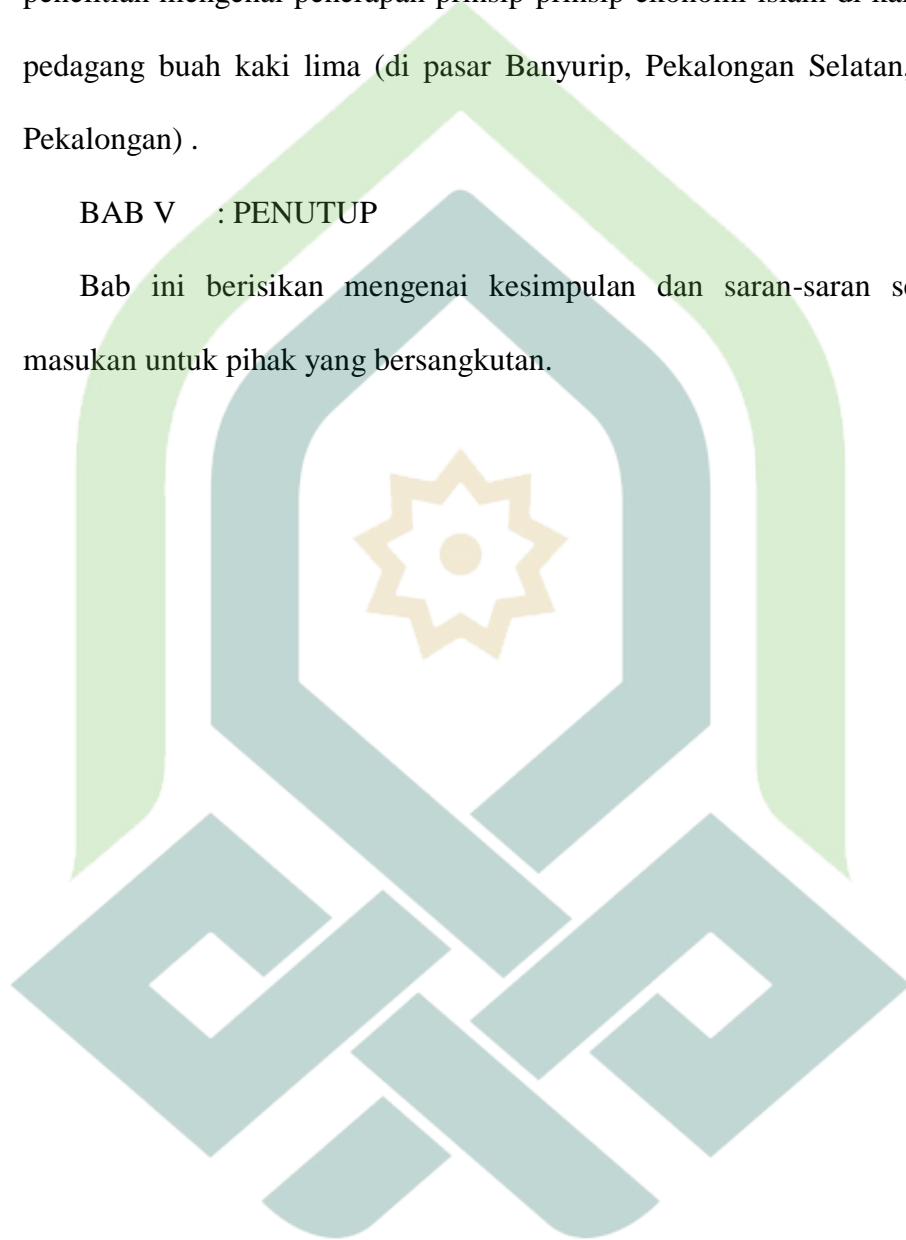 penelitian mengenai penerapan prinsip-prinsip ekonomi islam di
pedagang buah kaki lima (di pasar Banyurip, Pekalongan Selatan,
Pekalongan) .
BAB V : PENUTUP
Bab ini berisikan mengenai kesimpulan dan saran-saran
masukan untuk pihak yang bersangkutan.